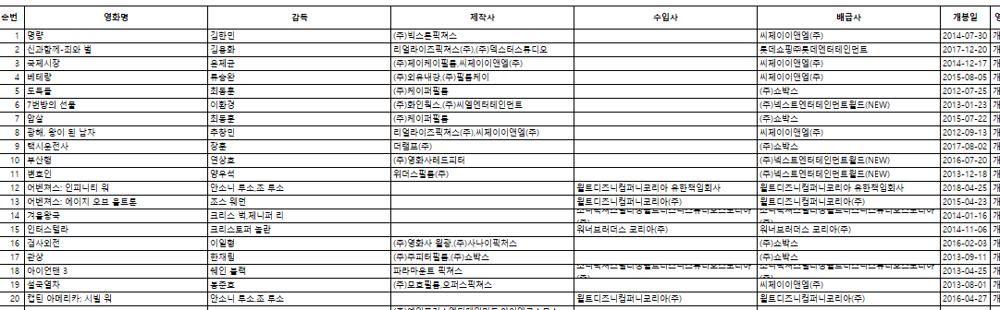 순번 영화명 감독 제작사 수입사 배급사 개봉일
1 명량 김한민 (주)빅스톤픽쳐스 씨제이이앤엠(주) 2014-07-30
2 신과함께-죄와 벌 김용화 리얼라이즈픽쳐스(주),(주)덱스터스튜디오 롯데쇼핑㈜롯데엔터테인먼트 2017-12-20
3 국제시장 윤제균 (주)제이케이필름,씨제이이앤엠(주) 씨제이이앤엠(주) 2014-12-17
4 베테랑 류승완 (주)외유내강,(주)필름케이 씨제이이앤엠(주) 2015-08-05
5 도둑들 최동훈 (주)케이퍼필름 (주)쇼박스 2012-07-25
6 7번방의 선물 이환경 (주)화인웍스,(주)씨엘엔터테인먼트 (주)넥스트엔터테인먼트월드(NEW) 2013-01-23
7 암살 최동훈 (주)케이퍼필름 (주)쇼박스 2015-07-22
8 광해, 왕이 된 남자 추창민 리얼라이즈픽쳐스(주),씨제이이앤엠(주) 씨제이이앤엠(주) 2012-09-13
9 택시운전사 장훈 더램프(주) (주)쇼박스 2017-08-02
10 부산행 연상호 (주)영화사레드피터 (주)넥스트엔터테인먼트월드(NEW) 2016-07-20
11 변호인 양우석 위더스필름(주) (주)넥스트엔터테인먼트월드(NEW) 2013-12-18
12 어벤져스: 인피니티 워 안소니 루소,조 루소 월트디즈니컴퍼니코리아 유한책임회사 월트디즈니컴퍼니코리아 유한책임회사 2018-04-25
13 어벤져스: 에이지 오브 울트론 조스 웨던 월트디즈니컴퍼니코리아(주) 월트디즈니컴퍼니코리아(주) 2015-04-23
14 겨울왕국 크리스 벅,제니퍼 리 2014-01-16
15 인터스텔라 크리스토퍼 놀란 워너브러더스 코리아(주) 워너브러더스 코리아(주) 2014-11-06
16 검사외전 이일형 (주)영화사 월광,(주)사나이픽처스 (주)쇼박스 2016-02-03
17 관상 한재림 (주)주피터필름,(주)쇼박스 (주)쇼박스 2013-09-11
18 아이언맨 3 쉐인 블랙 파라마운트 픽쳐스 2013-04-25
19 설국열차 봉준호 (주)모호필름,오퍼스픽쳐스 씨제이이앤엠(주) 2013-08-01
20 캡틴 아메리카: 시빌 워 안소니 루소,조 루소 월트디즈니컴퍼니코리아(주) 월트디즈니컴퍼니코리아(주) 2016-04-27